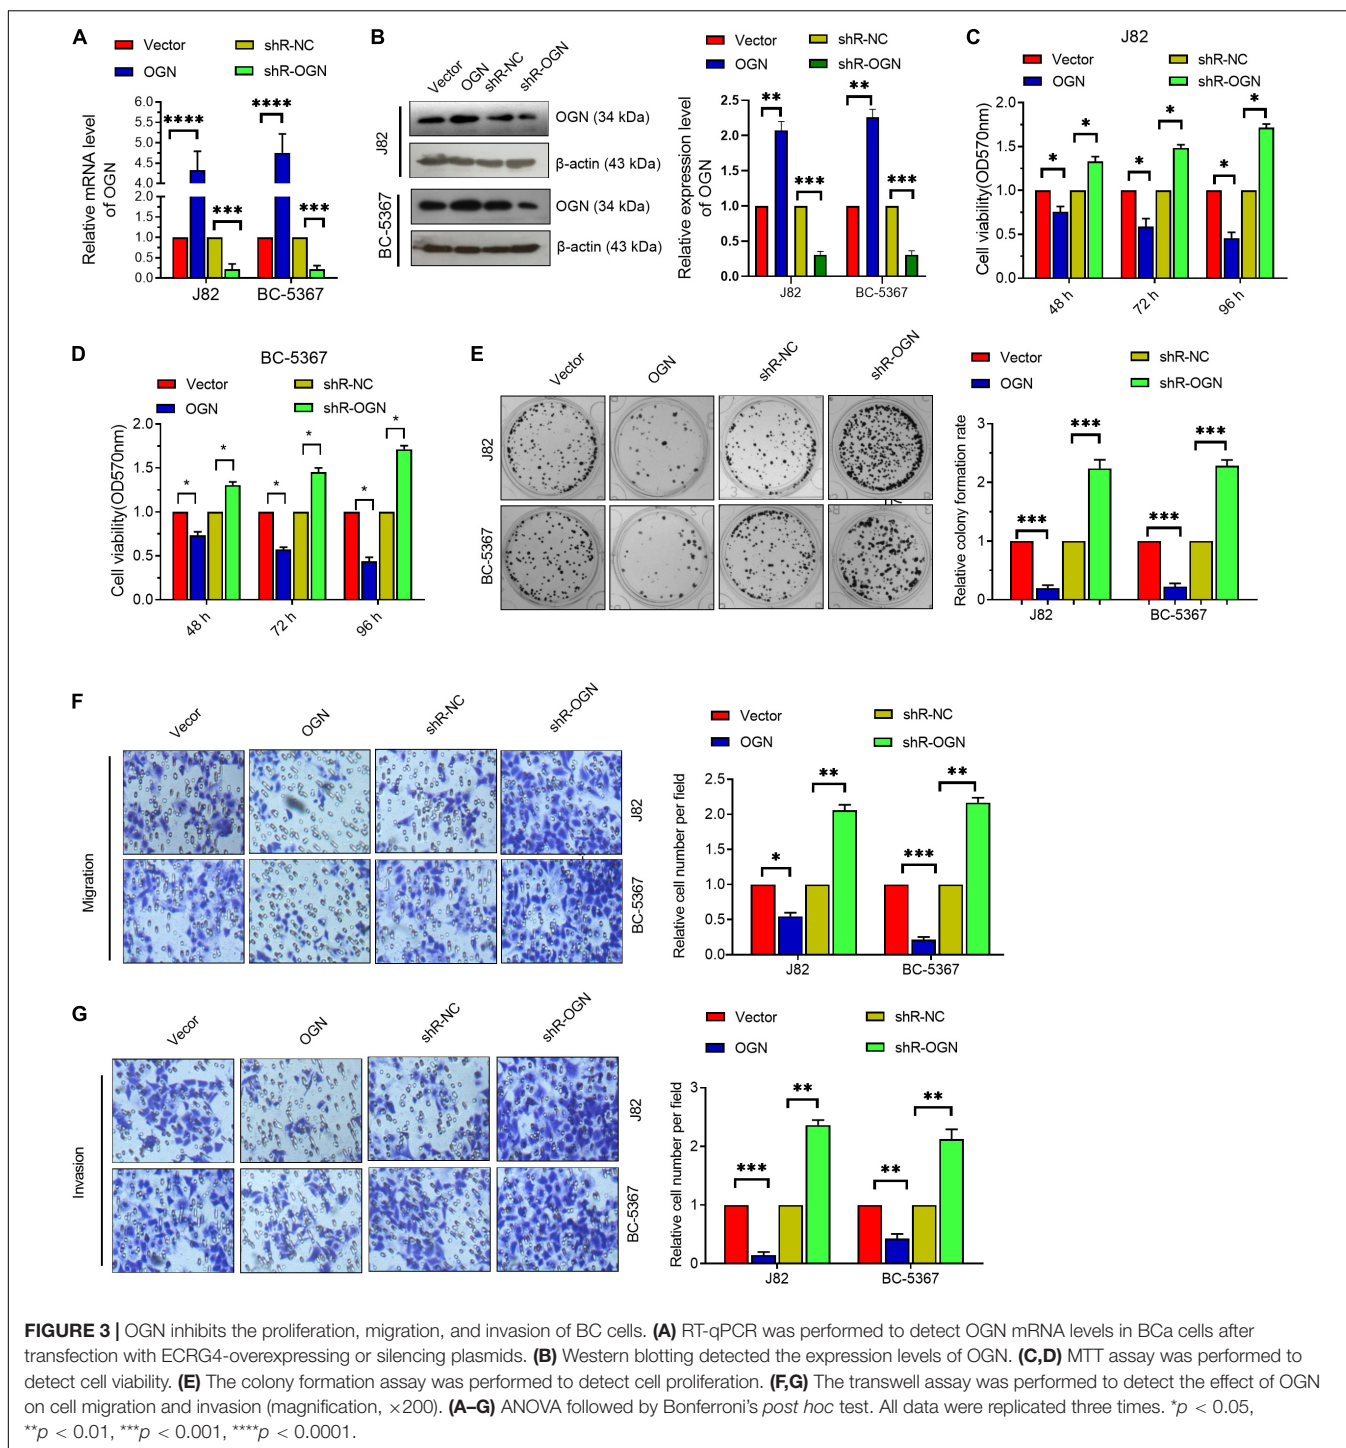 A
Vector
shR-NC
OGN
shR-OGN
Relative mRNA level
of OGN
6.0
5.5
5.0
4.5
4.0
2.0
1.5
1.0
0.5
0.0
****
****
***
***
J82
BC-5367
B
Vector
OGN
shR-NC
shR-OGN
J82
OGN (34 kDa)
β-actin (43 kDa)
BC-5367
OGN (34 kDa)
β-actin (43 kDa)
Vector
shR-NC
OGN
shR-OGN
Relative expression level
of OGN
2.5
2.0
1.5
1.0
0.5
0.0
**
**
***
***
J82
BC-5367
C
J82
Vector
shR-NC
OGN
shR-OGN
Cell viability(OD570nm)
2.0
1.5
1.0
0.5
0.0
*
*
*
*
*
*
48 h
72 h
96 h
D
BC-5367
Vector
shR-NC
OGN
shR-OGN
Cell viability(OD570nm)
2.0
1.5
1.0
0.5
0.0
*
*
*
*
*
*
48 h
72 h
96 h
E
Vector
OGN
shR-NC
shR-OGN
J82
BC-5367
Vector
shR-NC
OGN
shR-OGN
Relative colony formation rate
3
2
1
0
***
***
***
***
J82
BC-5367
F
Vecor
OGN
shR-NC
shR-OGN
Migration
J82
BC-5367
Vector
shR-NC
OGN
shR-OGN
Relative cell number per field
2.5
2.0
1.5
1.0
0.5
0.0
*
**
***
**
J82
BC-5367
G
Vecor
OGN
shR-NC
shR-OGN
Invasion
J82
BC-5367
Vector
shR-NC
OGN
shR-OGN
Relative cell number per field
3
2
1
0
***
**
**
**
J82
BC-5367
FIGURE 3 | OGN inhibits the proliferation, migration, and invasion of BC cells. (A) RT-qPCR was performed to detect OGN mRNA levels in BCa cells after
transfection with ECRG4-overexpressing or silencing plasmids. (B) Western blotting detected the expression levels of OGN. (C,D) MTT assay was performed to
detect cell viability. (E) The colony formation assay was performed to detect cell proliferation. (F,G) The transwell assay was performed to detect the effect of OGN
on cell migration and invasion (magnification, ×200). (A–G) ANOVA followed by Bonferroni's post hoc test. All data were replicated three times. *p < 0.05,
**p < 0.01, ***p < 0.001, ****p < 0.0001.